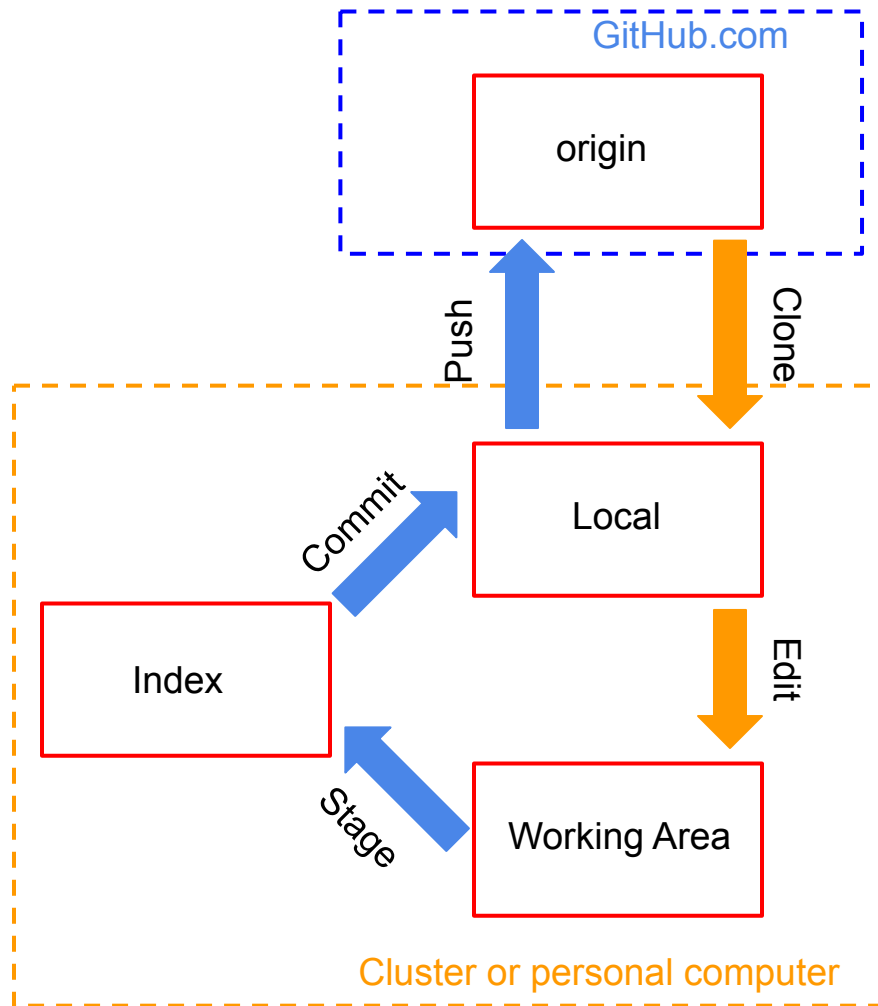 GitHub.com
origin
Push
Clone
Commit
Local
Index
Edit
Stage
Working Area
Cluster or personal computer